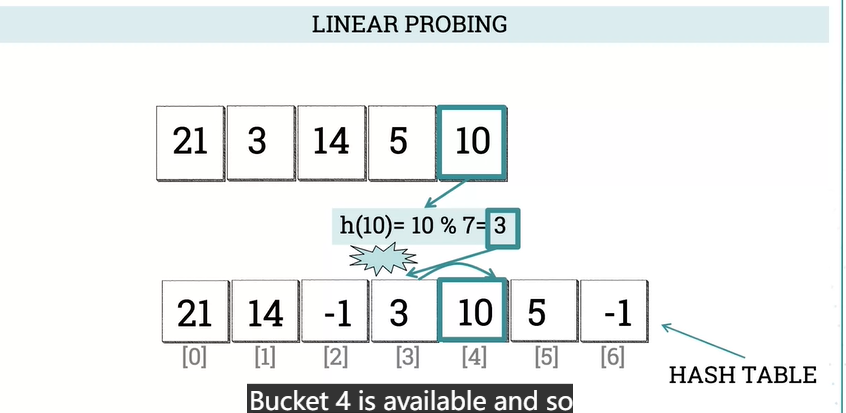 LINEAR PROBING
21 3 14 5 10
h(10)= 10 % 7= 3
21 14 -1 3 10 5 -1
[0] [1] [2] [3] [4] [5] [6]
HASH TABLE
Bucket 4 is available and so